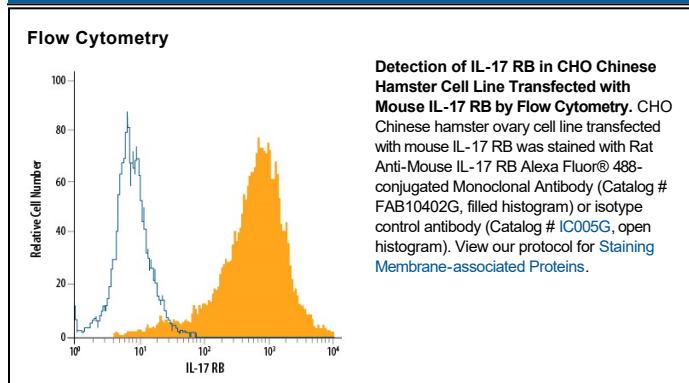 Flow Cytometry
100
80
60
40
20
0
Relative Cell Number
10⁰
10¹
10²
10³
10⁴
IL-17 RB
Detection of IL-17 RB in CHO Chinese
Hamster Cell Line Transfected with
Mouse IL-17 RB by Flow Cytometry. CHO
Chinese hamster ovary cell line transfected
with mouse IL-17 RB was stained with Rat
Anti-Mouse IL-17 RB Alexa Fluor® 488-
conjugated Monoclonal Antibody (Catalog #
FAB10402G, filled histogram) or isotype
control antibody (Catalog # IC005G, open
histogram). View our protocol for Staining
Membrane-associated Proteins.